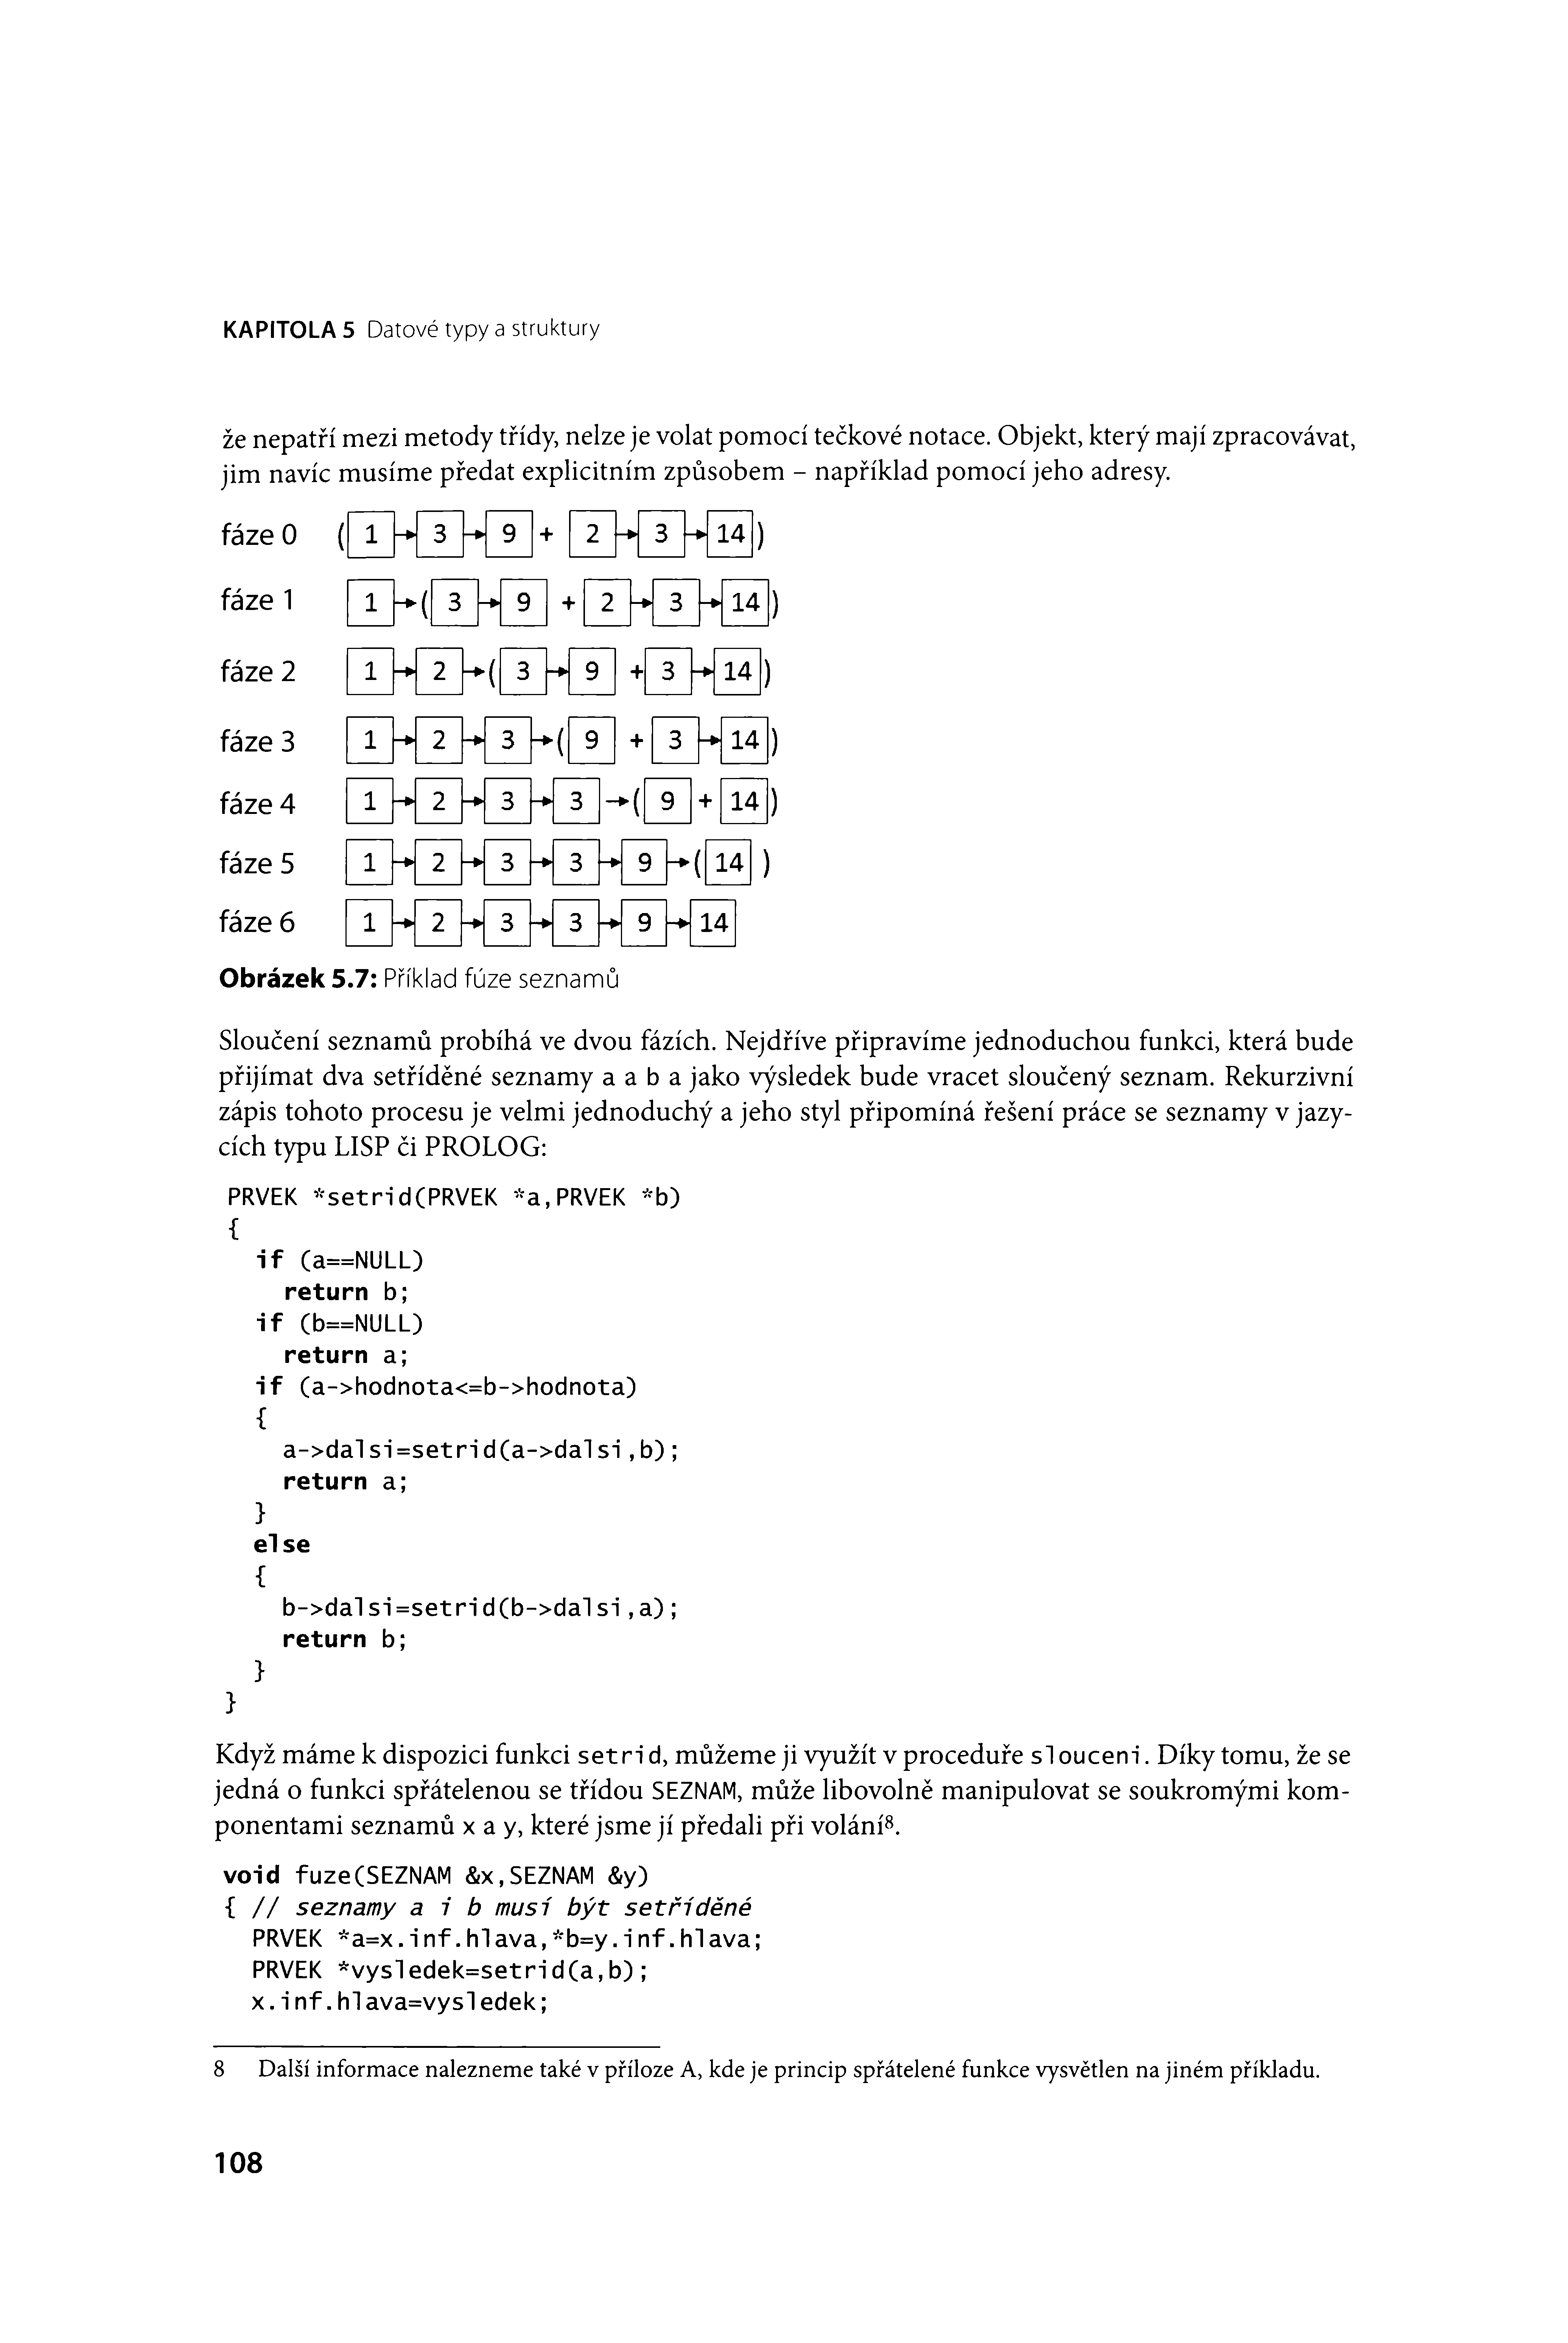 KAPITOLA 5 Datové typy a struktury
že nepatří mezi metody třídy, nelze je volat pomocí tečkové notace. Objekt, který mají zpracovávat,
jim navíc musíme předat explicitním způsobem – například pomocí jeho adresy.
fáze 0 ( 1 3 9 + 2 3 14 )
fáze 1 1 ( 3 9 + 2 3 14 )
fáze 2 1 2 ( 3 9 + 3 14 )
fáze 3 1 2 3 ( 9 + 3 14 )
fáze 4 1 2 3 3 ( 9 + 14 )
fáze 5 1 2 3 3 9 ( 14 )
fáze 6 1 2 3 3 9 14
Obrázek 5.7: Příklad fúze seznamů
Sloučení seznamů probíhá ve dvou fázích. Nejdříve připravíme jednoduchou funkci, která bude
přijímat dva setříděné seznamy a a b a jako výsledek bude vracet sloučený seznam. Rekurzivní
zápis tohoto procesu je velmi jednoduchý a jeho styl připomíná řešení práce se seznamy v jazy-
cích typu LISP či PROLOG:
PRVEK *setrid(PRVEK *a,PRVEK *b)
{
if (a==NULL)
return b;
if (b==NULL)
return a;
if (a->hodnota<=b->hodnota)
{
a->dalsi=setrid(a->dalsi,b);
return a;
}
else
{
b->dalsi=setrid(b->dalsi,a);
return b;
}
}
Když máme k dispozici funkci setrid, můžeme ji využít v proceduře slouceni. Díky tomu, že se
jedná o funkci spřátelenou se třídou SEZNAM, může libovolně manipulovat se soukromými kom-
ponentami seznamů x a y, které jsme jí předali při volání⁸.
void fuze(SEZNAM &x,SEZNAM &y)
{ // seznamy a i b musí být setříděné
PRVEK *a=x.inf.hlava,*b=y.inf.hlava;
PRVEK *vysledek=setrid(a,b);
x.inf.hlava=vysledek;
8 Další informace nalezneme také v příloze A, kde je princip spřátelené funkce vysvětlen na jiném příkladu.
108